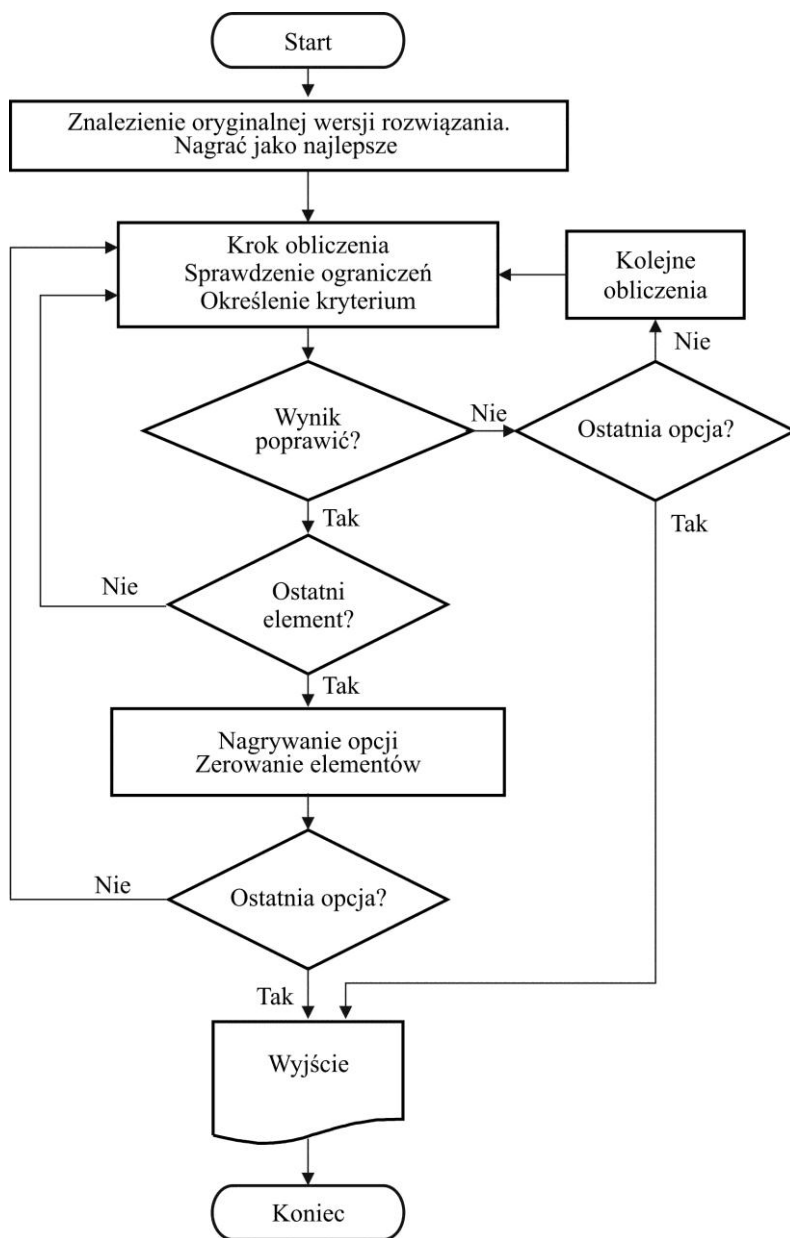 Start
Znalezienie oryginalnej wersji rozwiązania.
Nagrać jako najlepsze
Krok obliczenia
Sprawdzenie ograniczeń
Określenie kryterium
Kolejne
obliczenia
Nie
Wynik
poprawić?
Nie
Ostatnia opcja?
Tak
Tak
Nie
Ostatni
element?
Tak
Nagrywanie opcji
Zerowanie elementów
Nie
Ostatnia opcja?
Tak
Wyjście
Koniec